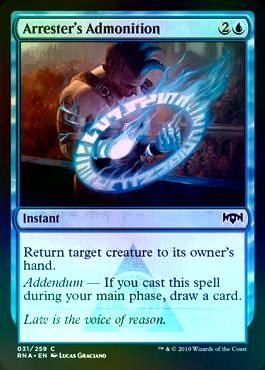 Arrester's Admonition 2
Instant
Return target creature to its owner's
hand.
Addendum — If you cast this spell
during your main phase, draw a card.
Law is the voice of reason.
031/259 C
RNA • EN LUCAS GRACIANO
™ & © 2019 Wizards of the Coast